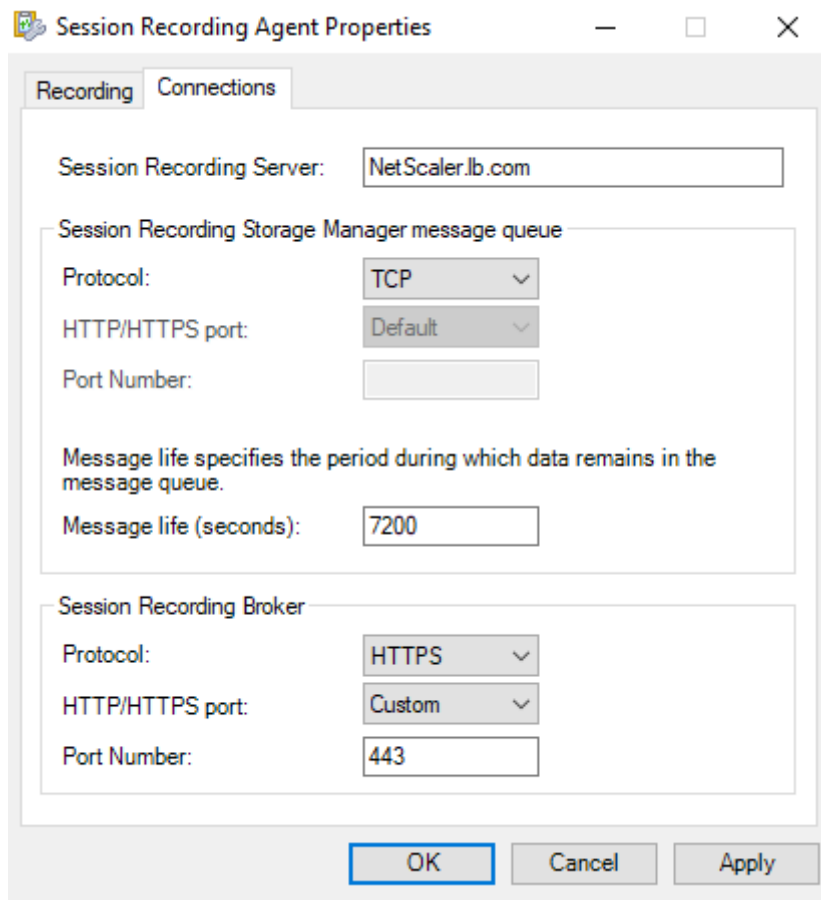 Session Recording Agent Properties
Recording
Connections
Session Recording Server: NetScaler.lb.com
Session Recording Storage Manager message queue
Protocol: TCP
HTTP/HTTPS port: Default
Port Number:
Message life specifies the period during which data remains in the
message queue.
Message life (seconds): 7200
Session Recording Broker
Protocol: HTTPS
HTTP/HTTPS port: Custom
Port Number: 443
OK Cancel Apply